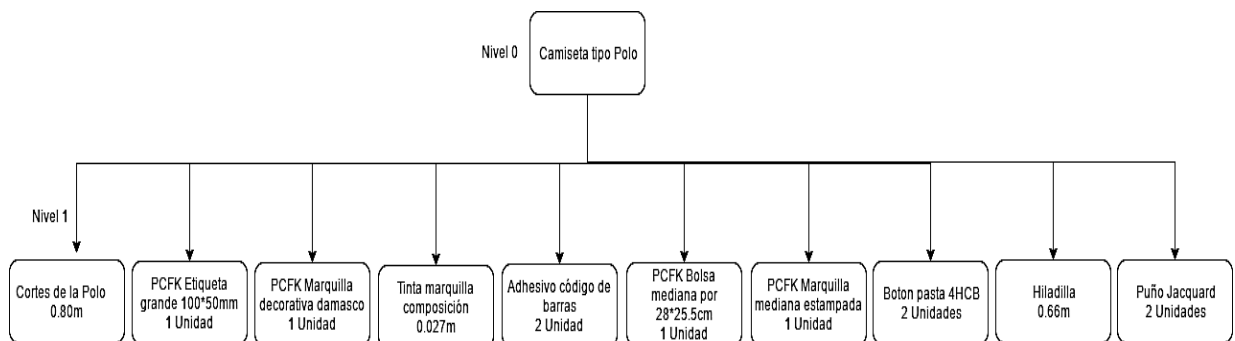 Nivel 0
Camiseta tipo Polo
Nivel 1
Cortes de la Polo
0.80m
PCFK Etiqueta
grande 100*50mm
1 Unidad
PCFK Marquilla
decorativa damasco
1 Unidad
Tinta marquilla
composición
0.027m
Adhesivo código de
barras
2 Unidad
PCFK Bolsa
mediana por
28*25.5cm
1 Unidad
PCFK Marquilla
mediana estampada
1 Unidad
Boton pasta 4HCB
2 Unidades
Hiladilla
0.66m
Puño Jacquard
2 Unidades